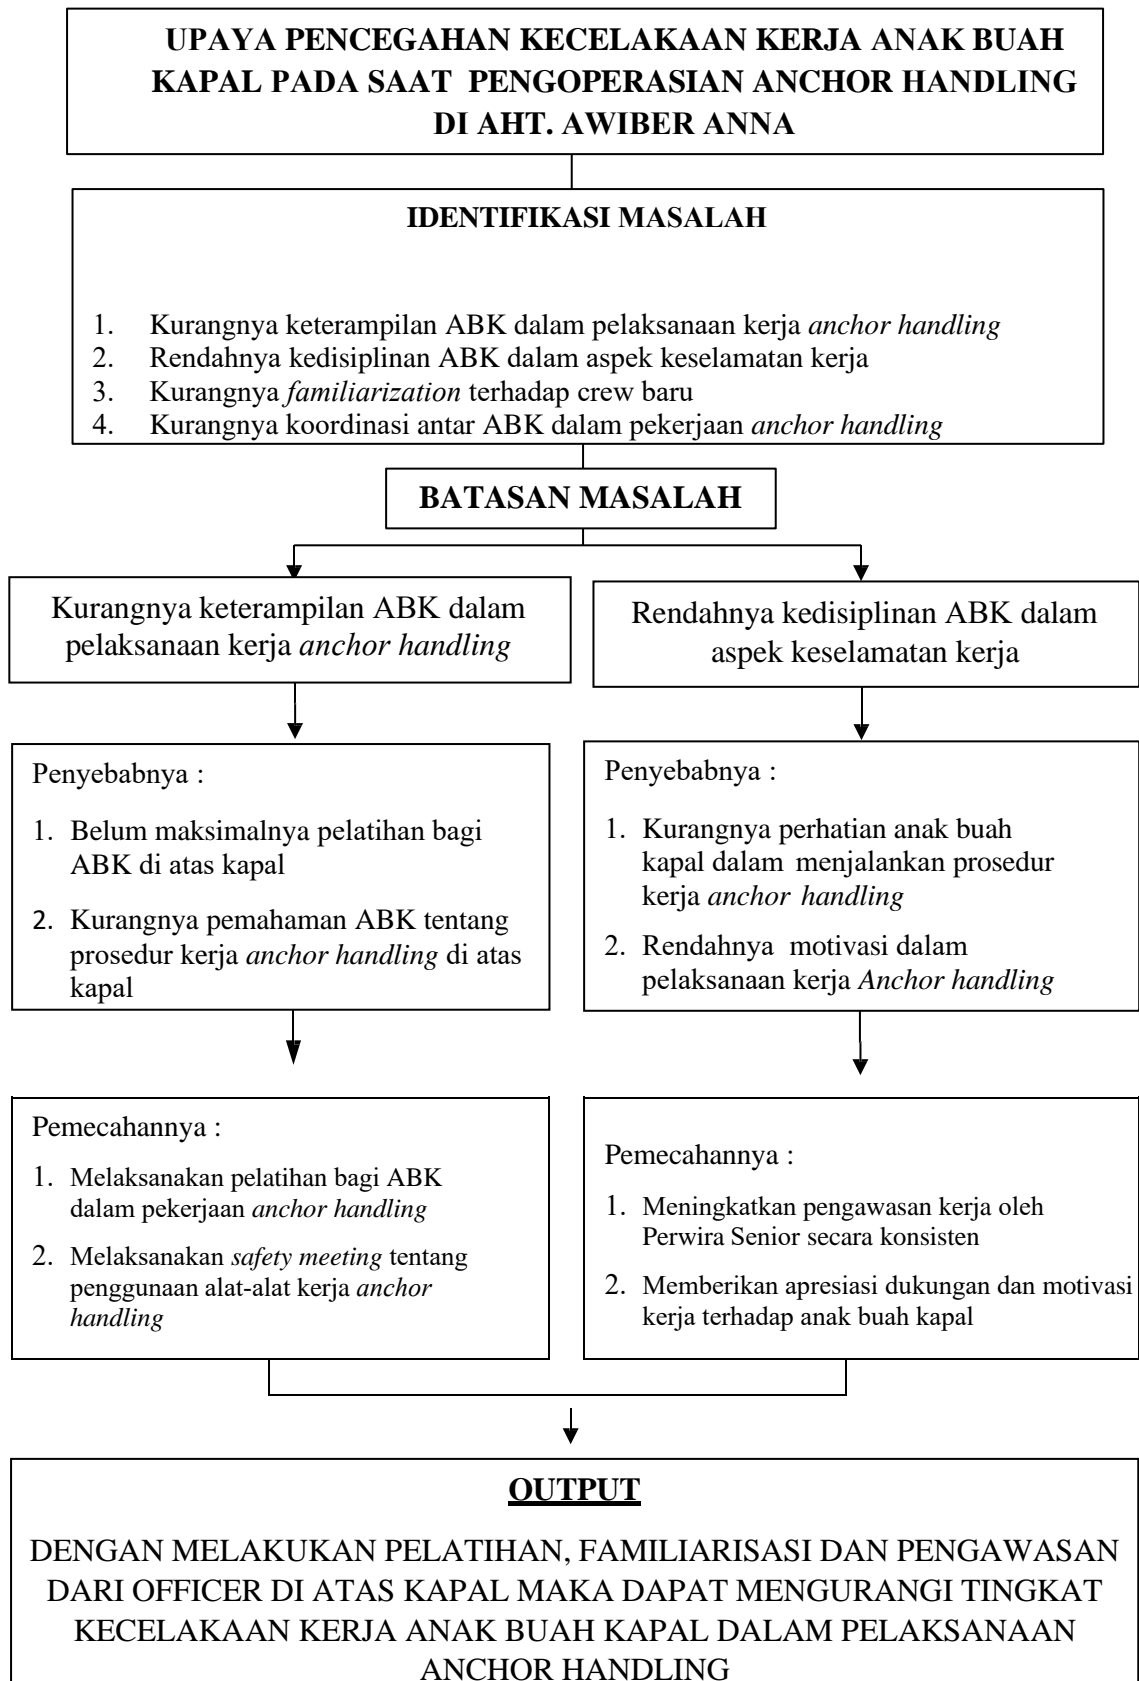 UPAYA PENCEGAHAN KECELAKAAN KERJA ANAK BUAH
KAPAL PADA SAAT PENGOPERASIAN ANCHOR HANDLING
DI AHT. AWIBER ANNA
IDENTIFIKASI MASALAH
1. Kurangnya keterampilan ABK dalam pelaksanaan kerja anchor handling
2. Rendahnya kedisiplinan ABK dalam aspek keselamatan kerja
3. Kurangnya familiarization terhadap crew baru
4. Kurangnya koordinasi antar ABK dalam pekerjaan anchor handling
BATASAN MASALAH
Kurangnya keterampilan ABK dalam
pelaksanaan kerja anchor handling
Rendahnya kedisiplinan ABK dalam
aspek keselamatan kerja
Penyebabnya :
1. Belum maksimalnya pelatihan bagi
ABK di atas kapal
2. Kurangnya pemahaman ABK tentang
prosedur kerja anchor handling di atas
kapal
Penyebabnya :
1. Kurangnya perhatian anak buah
kapal dalam menjalankan prosedur
kerja anchor handling
2. Rendahnya motivasi dalam
pelaksanaan kerja Anchor handling
Pemecahannya :
1. Melaksanakan pelatihan bagi ABK
dalam pekerjaan anchor handling
2. Melaksanakan safety meeting tentang
penggunaan alat-alat kerja anchor
handling
Pemecahannya :
1. Meningkatkan pengawasan kerja oleh
Perwira Senior secara konsisten
2. Memberikan apresiasi dukungan dan motivasi
kerja terhadap anak buah kapal
OUTPUT
DENGAN MELAKUKAN PELATIHAN, FAMILIARISASI DAN PENGAWASAN
DARI OFFICER DI ATAS KAPAL MAKA DAPAT MENGURANGI TINGKAT
KECELAKAAN KERJA ANAK BUAH KAPAL DALAM PELAKSANAAN
ANCHOR HANDLING